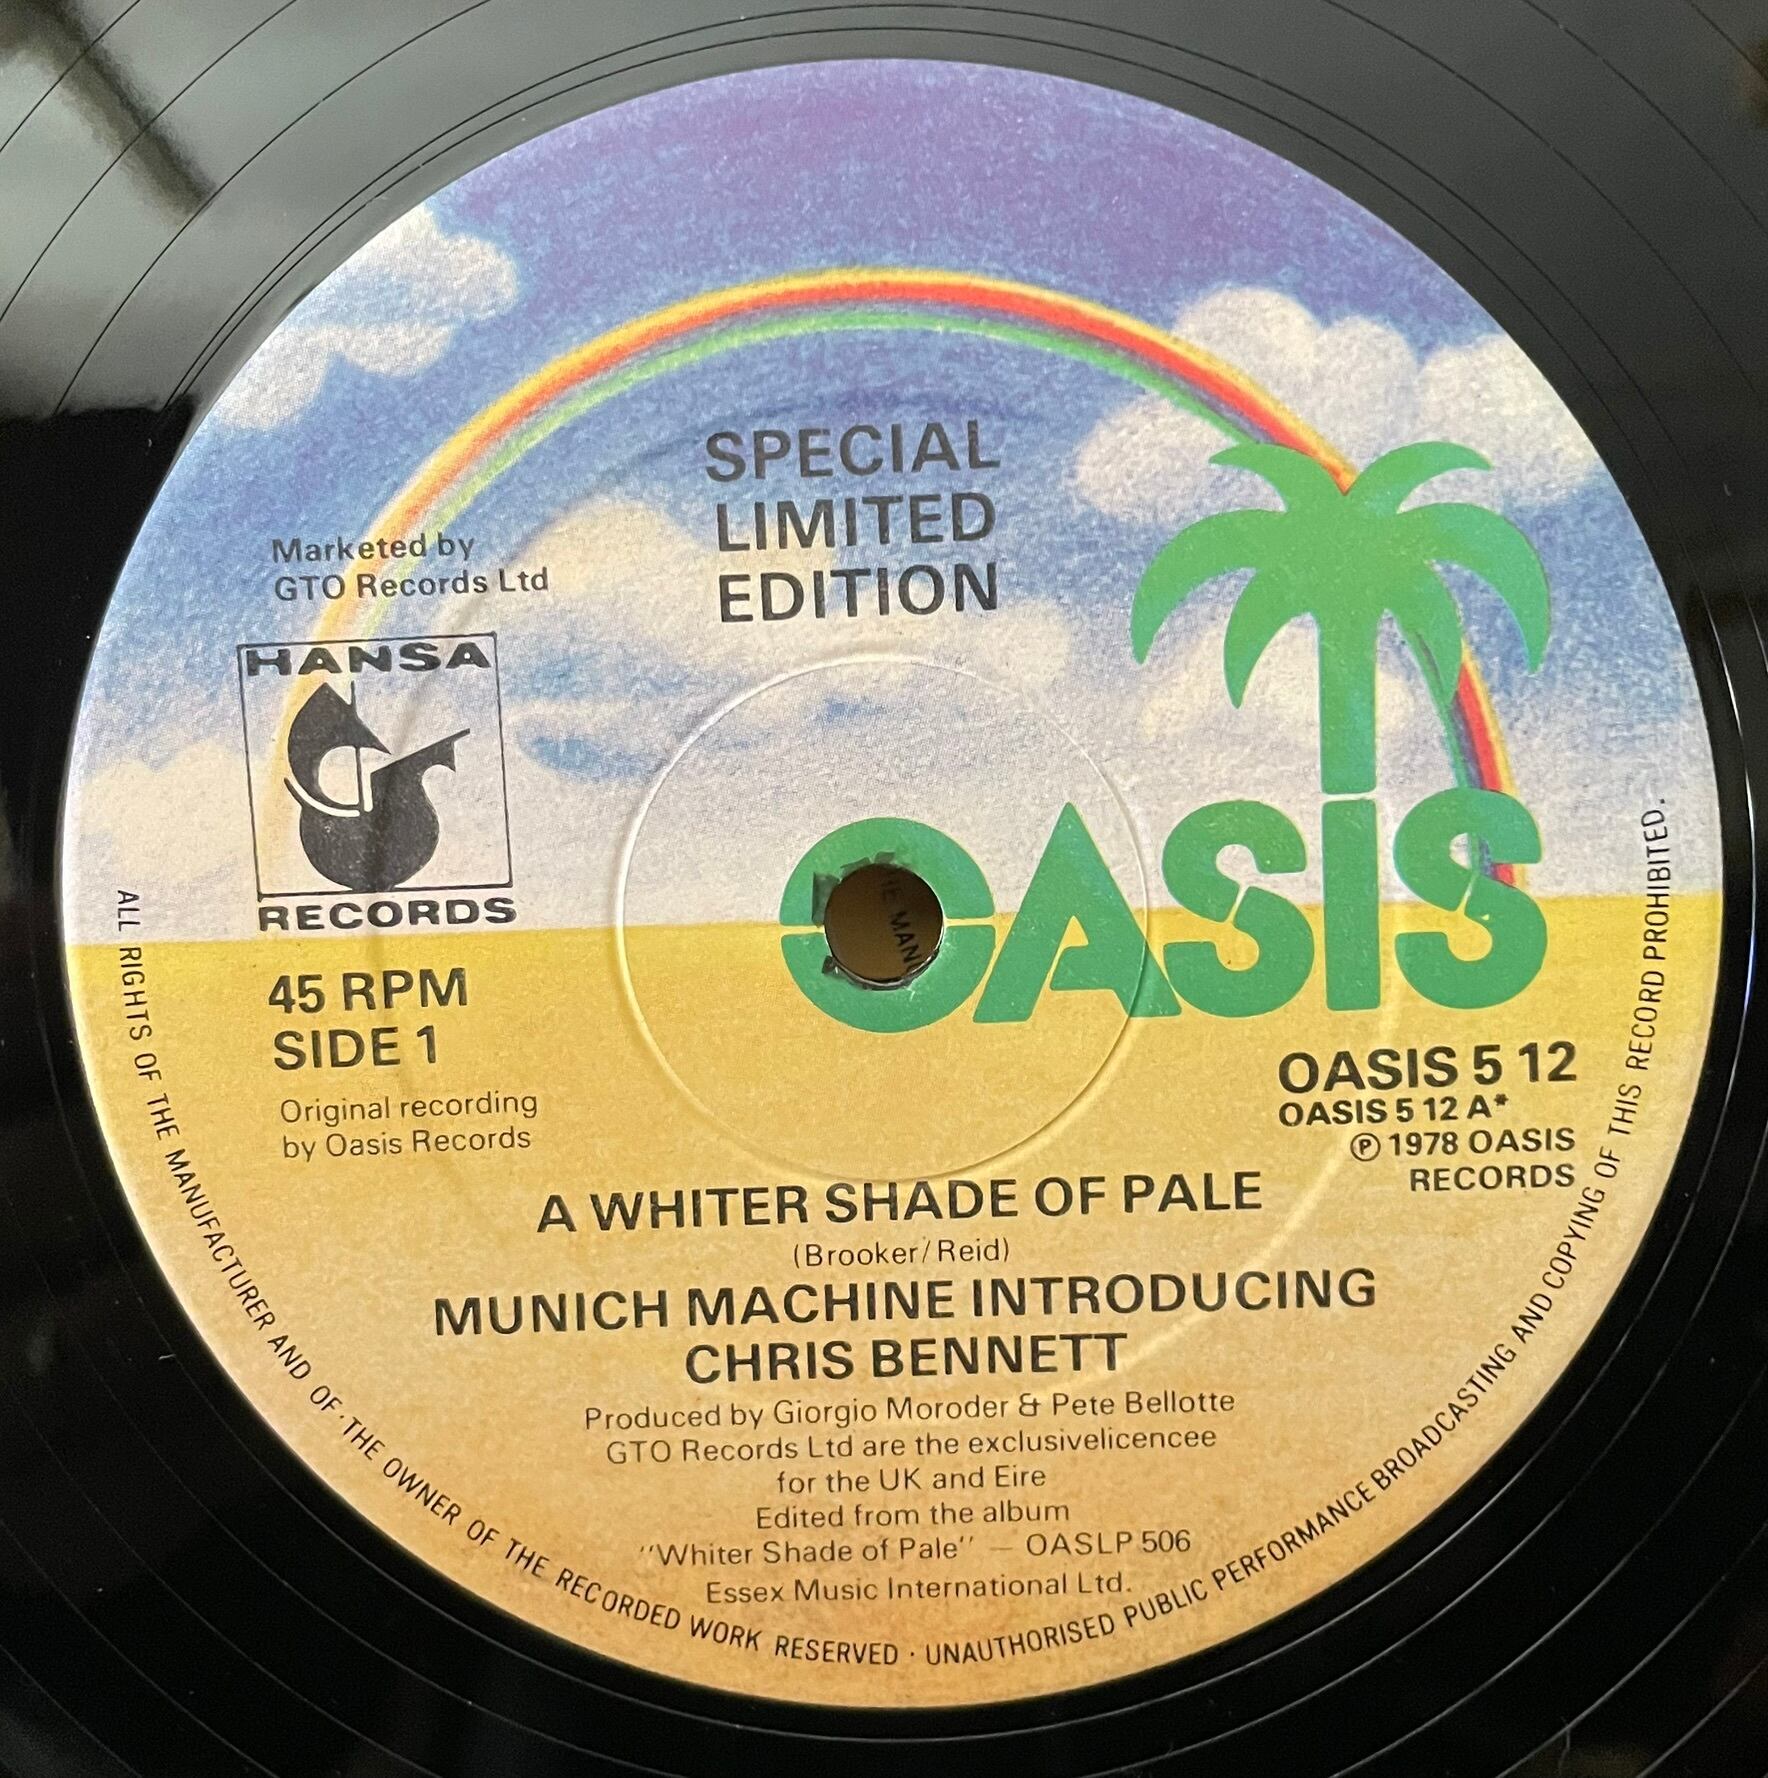 SPECIAL
LIMITED
EDITION
Marketed by
GTO Records Ltd
HANSA
RECORDS
OASIS
45 RPM
SIDE 1
Original recording
by Oasis Records
OASIS 5 12
OASIS 5 12 A*
Ⓟ 1978 OASIS
RECORDS
A WHITER SHADE OF PALE
(Brooker/Reid)
MUNICH MACHINE INTRODUCING
CHRIS BENNETT
Produced by Giorgio Moroder & Pete Bellotte
GTO Records Ltd are the exclusivelicencee
for the UK and Eire
Edited from the album
"Whiter Shade of Pale" — OASLP 506
Essex Music International Ltd.
ALL RIGHTS OF THE MANUFACTURER AND OF · THE OWNER OF THE RECORDED WORK RESERVED · UNAUTHORISED PUBLIC PERFORMANCE BROADCASTING AND COPYING OF THIS RECORD PROHIBITED.